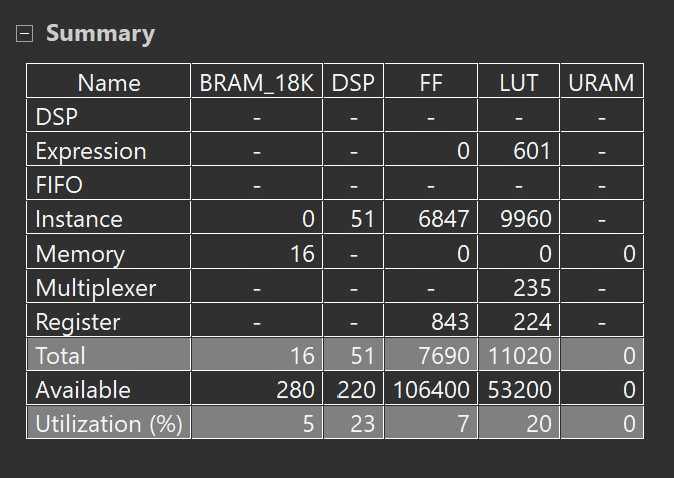 Summary
Name BRAM_18K DSP FF LUT URAM
DSP - - - - -
Expression - - 0 601 -
FIFO - - - - -
Instance 0 51 6847 9960 -
Memory 16 - 0 0 0
Multiplexer - - - 235 -
Register - - 843 224 -
Total 16 51 7690 11020 0
Available 280 220 106400 53200 0
Utilization (%) 5 23 7 20 0